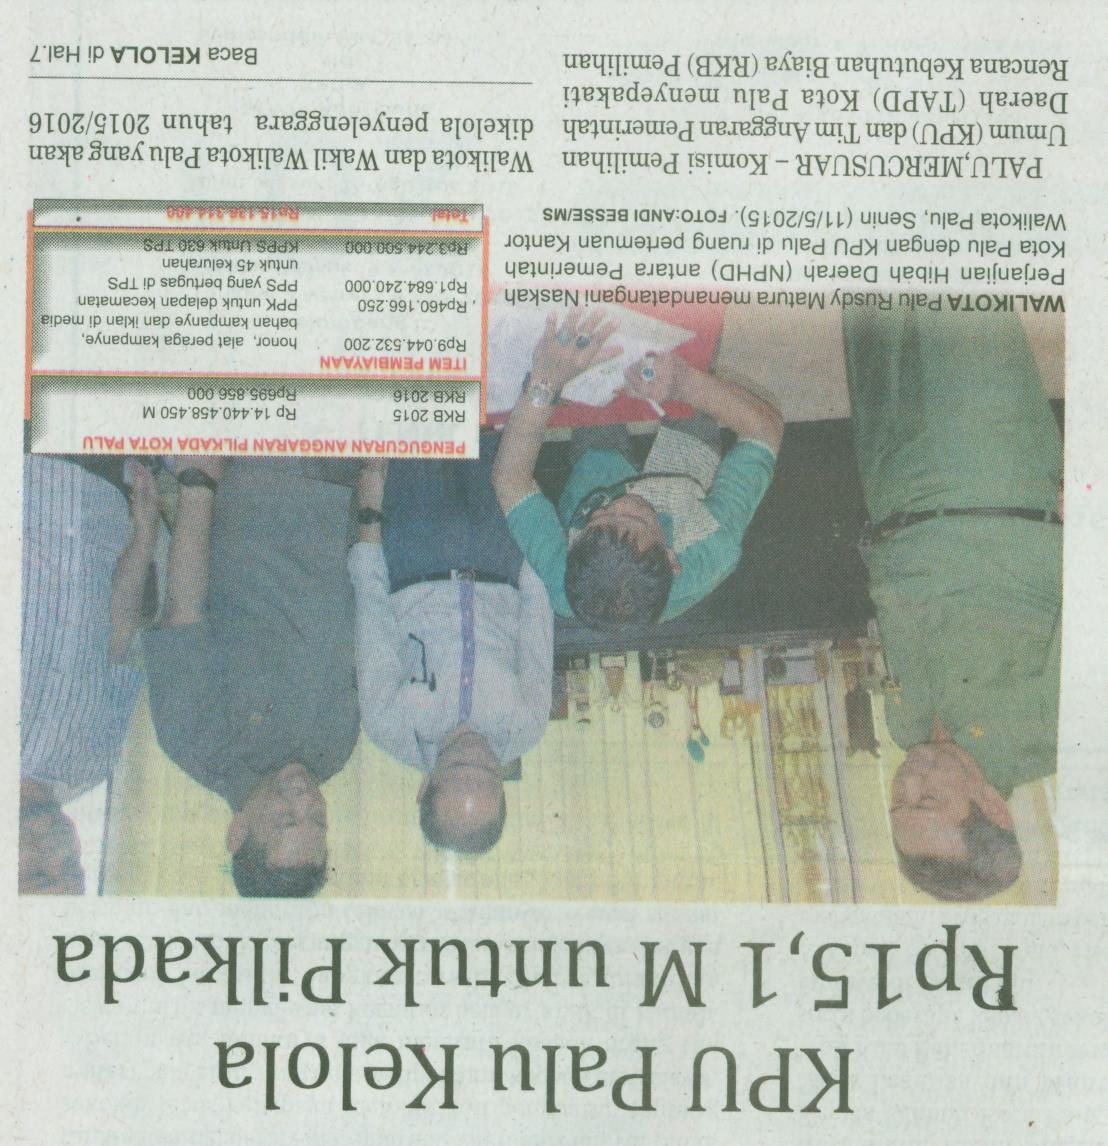 KPU Palu Kelola
Rp15,1 M untuk Pilkada
PENGUCURAN ANGGARAN PILKADA KOTA PALU
RKB 2015 Rp 14.440.458.450 M
RKB 2016 Rp695.856 000
ITEM PEMBIAYAAN
Rp9.044.532.200 honor, alat peraga kampanye,
bahan kampanye dan iklan di media
Rp460.166.250 PPK untuk delapan kecamatan
Rp1.684.240.000 PPS yang bertugas di TPS
untuk 45 kelurahan
Rp3.244.500.000 KPPS Untuk 630 TPS
Total Rp15.136.314.400
WALIKOTA Palu Rusdy Matura menandatangani Naskah
Perjanjian Hibah Daerah (NPHD) antara Pemerintah
Kota Palu dengan KPU Palu di ruang pertemuan Kantor
Walikota Palu, Senin (11/5/2015). FOTO:ANDI BESSE/MS
PALU,MERCUSUAR – Komisi Pemilihan
Umum (KPU) dan Tim Anggaran Pemerintah
Daerah (TAPD) Kota Palu menyepakati
Rencana Kebutuhan Biaya (RKB) Pemilihan
Walikota dan Wakil Walikota Palu yang akan
dikelola penyelenggara tahun 2015/2016
Baca KELOLA di Hal.7